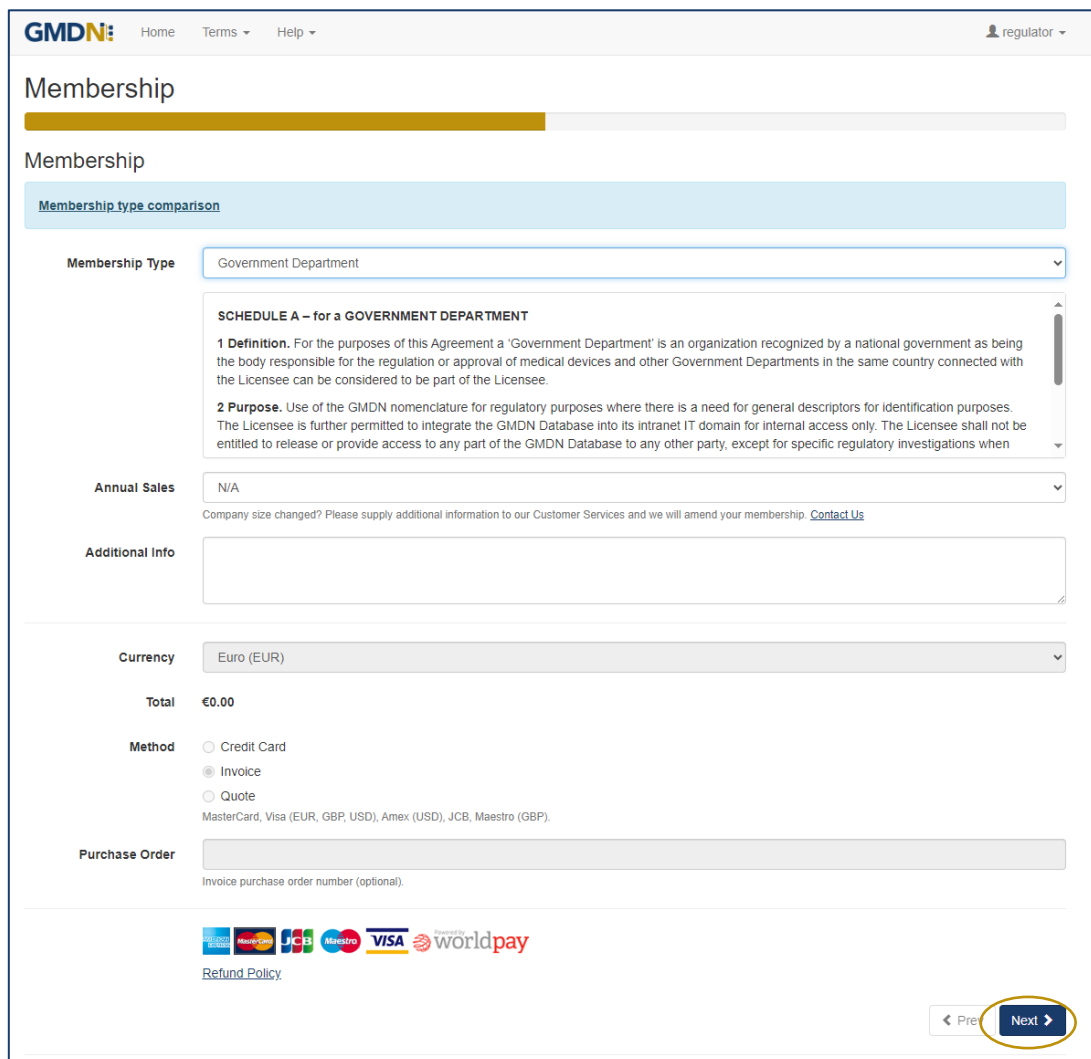 GMDN Home Terms Help regulator
Membership
Membership
Membership type comparison
Membership Type Government Department
SCHEDULE A – for a GOVERNMENT DEPARTMENT
1 Definition. For the purposes of this Agreement a 'Government Department' is an organization recognized by a national government as being
the body responsible for the regulation or approval of medical devices and other Government Departments in the same country connected with
the Licensee can be considered to be part of the Licensee.
2 Purpose. Use of the GMDN nomenclature for regulatory purposes where there is a need for general descriptors for identification purposes.
The Licensee is further permitted to integrate the GMDN Database into its intranet IT domain for internal access only. The Licensee shall not be
entitled to release or provide access to any part of the GMDN Database to any other party, except for specific regulatory investigations when
Annual Sales N/A
Company size changed? Please supply additional information to our Customer Services and we will amend your membership. Contact Us
Additional Info
Currency Euro (EUR)
Total €0.00
Method Credit Card
Invoice
Quote
MasterCard, Visa (EUR, GBP, USD), Amex (USD), JCB, Maestro (GBP).
Purchase Order
Invoice purchase order number (optional).
AMERICAN EXPRESS MasterCard JCB Maestro VISA Powered by worldpay
Refund Policy
Prev Next